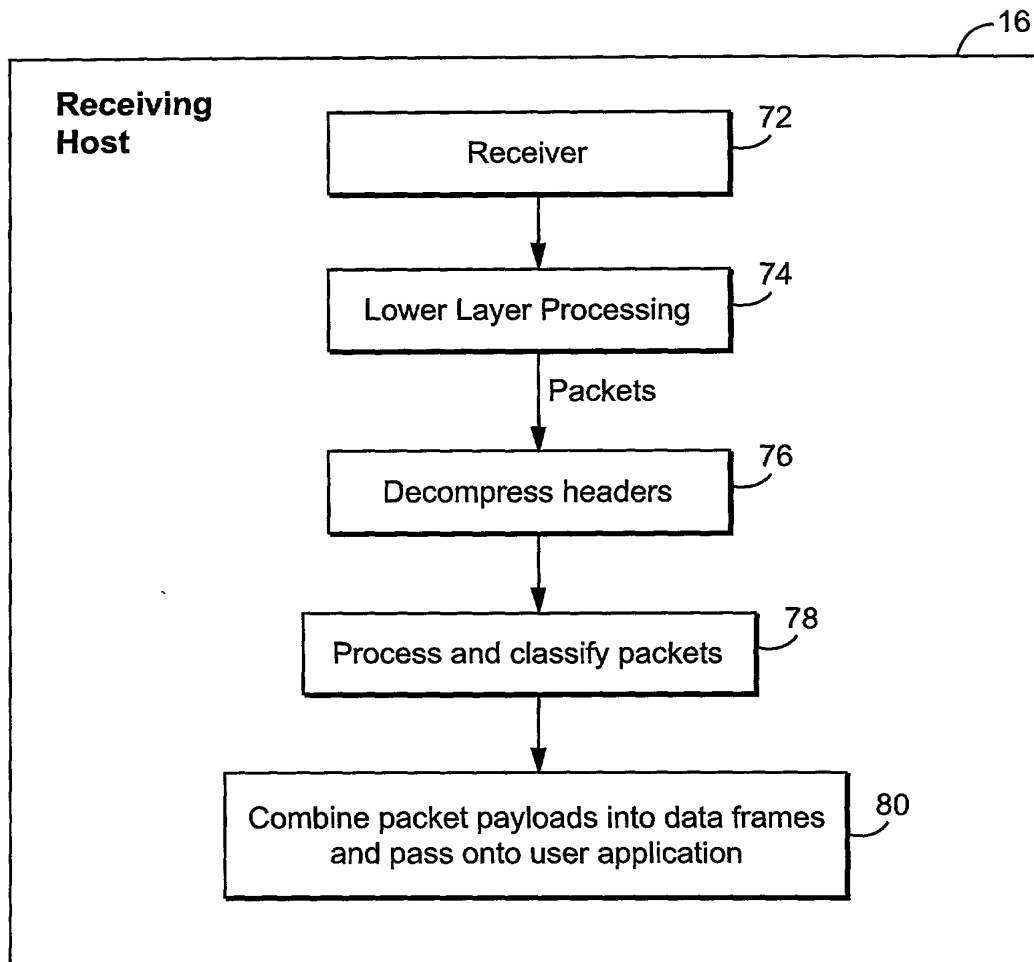 16
Receiving
Host
72
Receiver
74
Lower Layer Processing
Packets
76
Decompress headers
78
Process and classify packets
80
Combine packet payloads into data frames
and pass onto user application